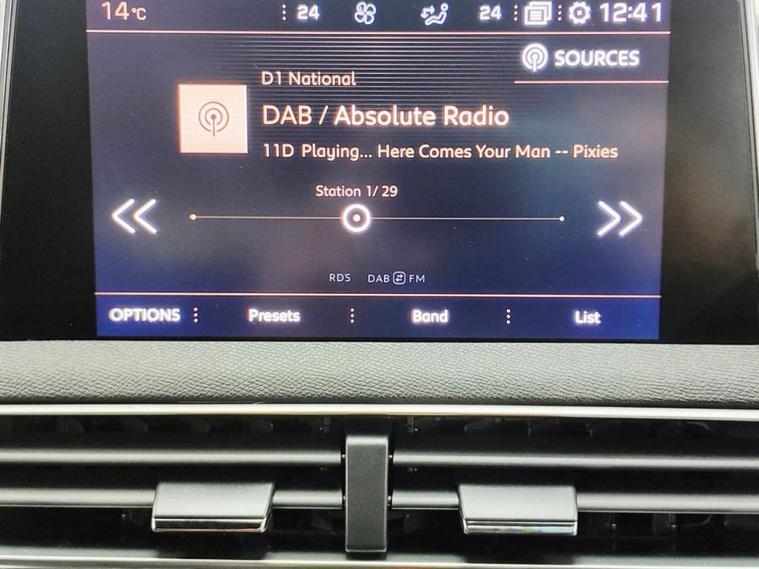 14°C 24 24 12:41
SOURCES
D1 National
DAB / Absolute Radio
11D Playing... Here Comes Your Man -- Pixies
Station 1/ 29
RDS DAB FM
OPTIONS Presets Band List